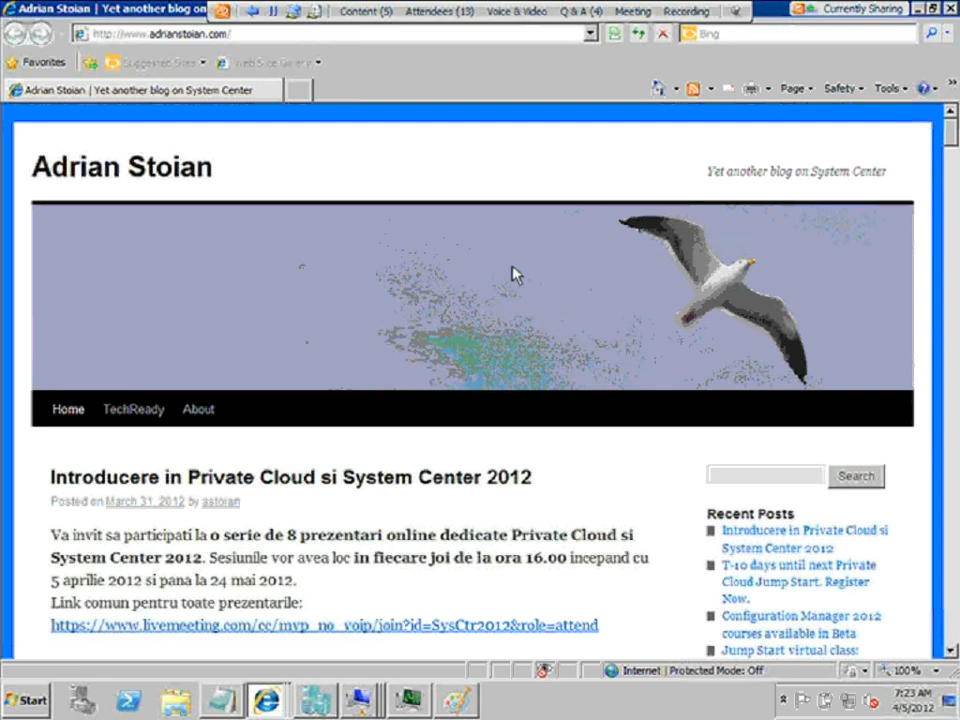 Adrian Stoian | Yet another blog on
Content (5) Attendees (13) Voice & Video Q & A (4) Meeting Recording
Currently Sharing
http://www.adrianstoian.com/
Bing
Favorites
Suggested Sites
Web Slice Gallery
Adrian Stoian | Yet another blog on System Center
Page Safety Tools
Adrian Stoian
Yet another blog on System Center
Home TechReady About
Introducere in Private Cloud si System Center 2012
Posted on March 31, 2012 by astoian
Va invit sa participati la o serie de 8 prezentari online dedicate Private Cloud si
System Center 2012. Sesiunile vor avea loc in fiecare joi de la ora 16.00 incepand cu
5 aprilie 2012 si pana la 24 mai 2012.
Link comun pentru toate prezentarile:
https://www.livemeeting.com/cc/mvp_no_voip/join?id=SysCtr2012&role=attend
Search
Recent Posts
Introducere in Private Cloud si
System Center 2012
T-10 days until next Private
Cloud Jump Start. Register
Now.
Configuration Manager 2012
courses available in Beta
Jump Start virtual class:
Internet | Protected Mode: Off
100%
Start
7:23 AM
4/5/2012